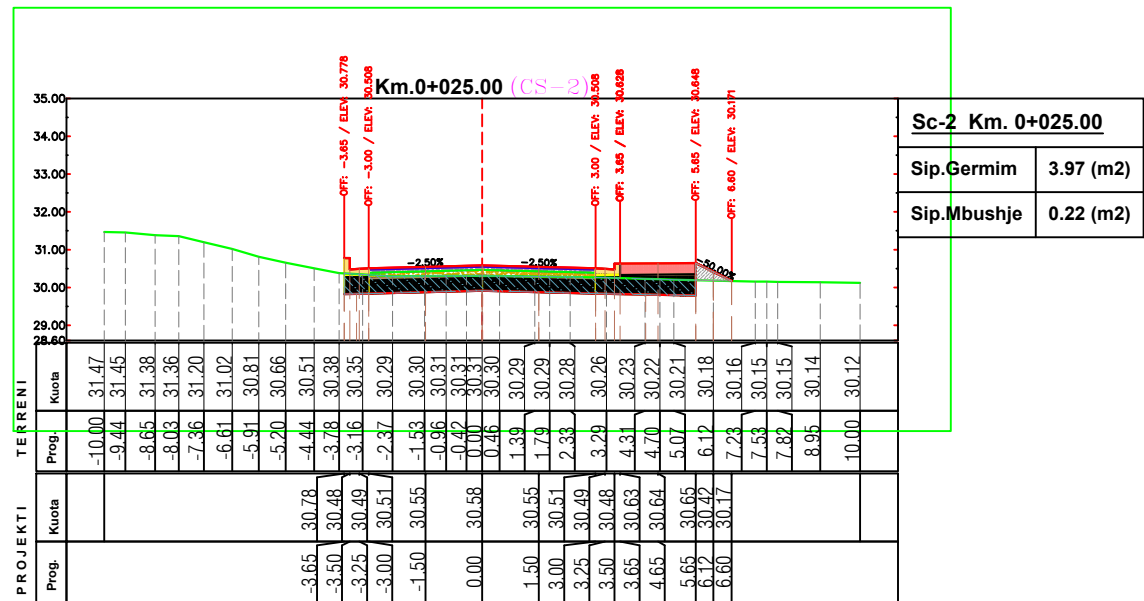 Km.0+025.00 (CS-2)
OFF: -3.65 / ELEV: 30.778
OFF: -3.00 / ELEV: 30.508
OFF: 3.00 / ELEV: 30.508
OFF: 3.65 / ELEV: 30.628
OFF: 5.65 / ELEV: 30.648
OFF: 6.60 / ELEV: 30.171
35.00
34.00
33.00
32.00
31.00
30.00
29.00
28.60
-2.50% -2.50% -50.00%
Sc-2 Km. 0+025.00
Sip.Germim 3.97 (m2)
Sip.Mbushje 0.22 (m2)
TERRENI
Kuota 31.47 31.45 31.38 31.36 31.20 31.02 30.81 30.66 30.51 30.38 30.35 30.29 30.30 30.31 30.31 30.31 30.30 30.29 30.29 30.28 30.26 30.23 30.22 30.21 30.18 30.16 30.15 30.15 30.14 30.12
Prog. -10.00 -9.44 -8.65 -8.03 -7.36 -6.61 -5.91 -5.20 -4.44 -3.78 -3.16 -2.37 -1.53 -0.96 -0.42 0.00 0.46 1.39 1.79 2.33 3.29 4.31 4.70 5.07 6.12 7.23 7.53 7.82 8.95 10.00
PROJEKTI
Kuota 30.78 30.48 30.49 30.51 30.55 30.58 30.55 30.51 30.49 30.48 30.63 30.64 30.65 30.42 30.17
Prog. -3.65 -3.50 -3.25 -3.00 -1.50 0.00 1.50 3.00 3.25 3.50 3.65 4.65 5.65 6.12 6.60